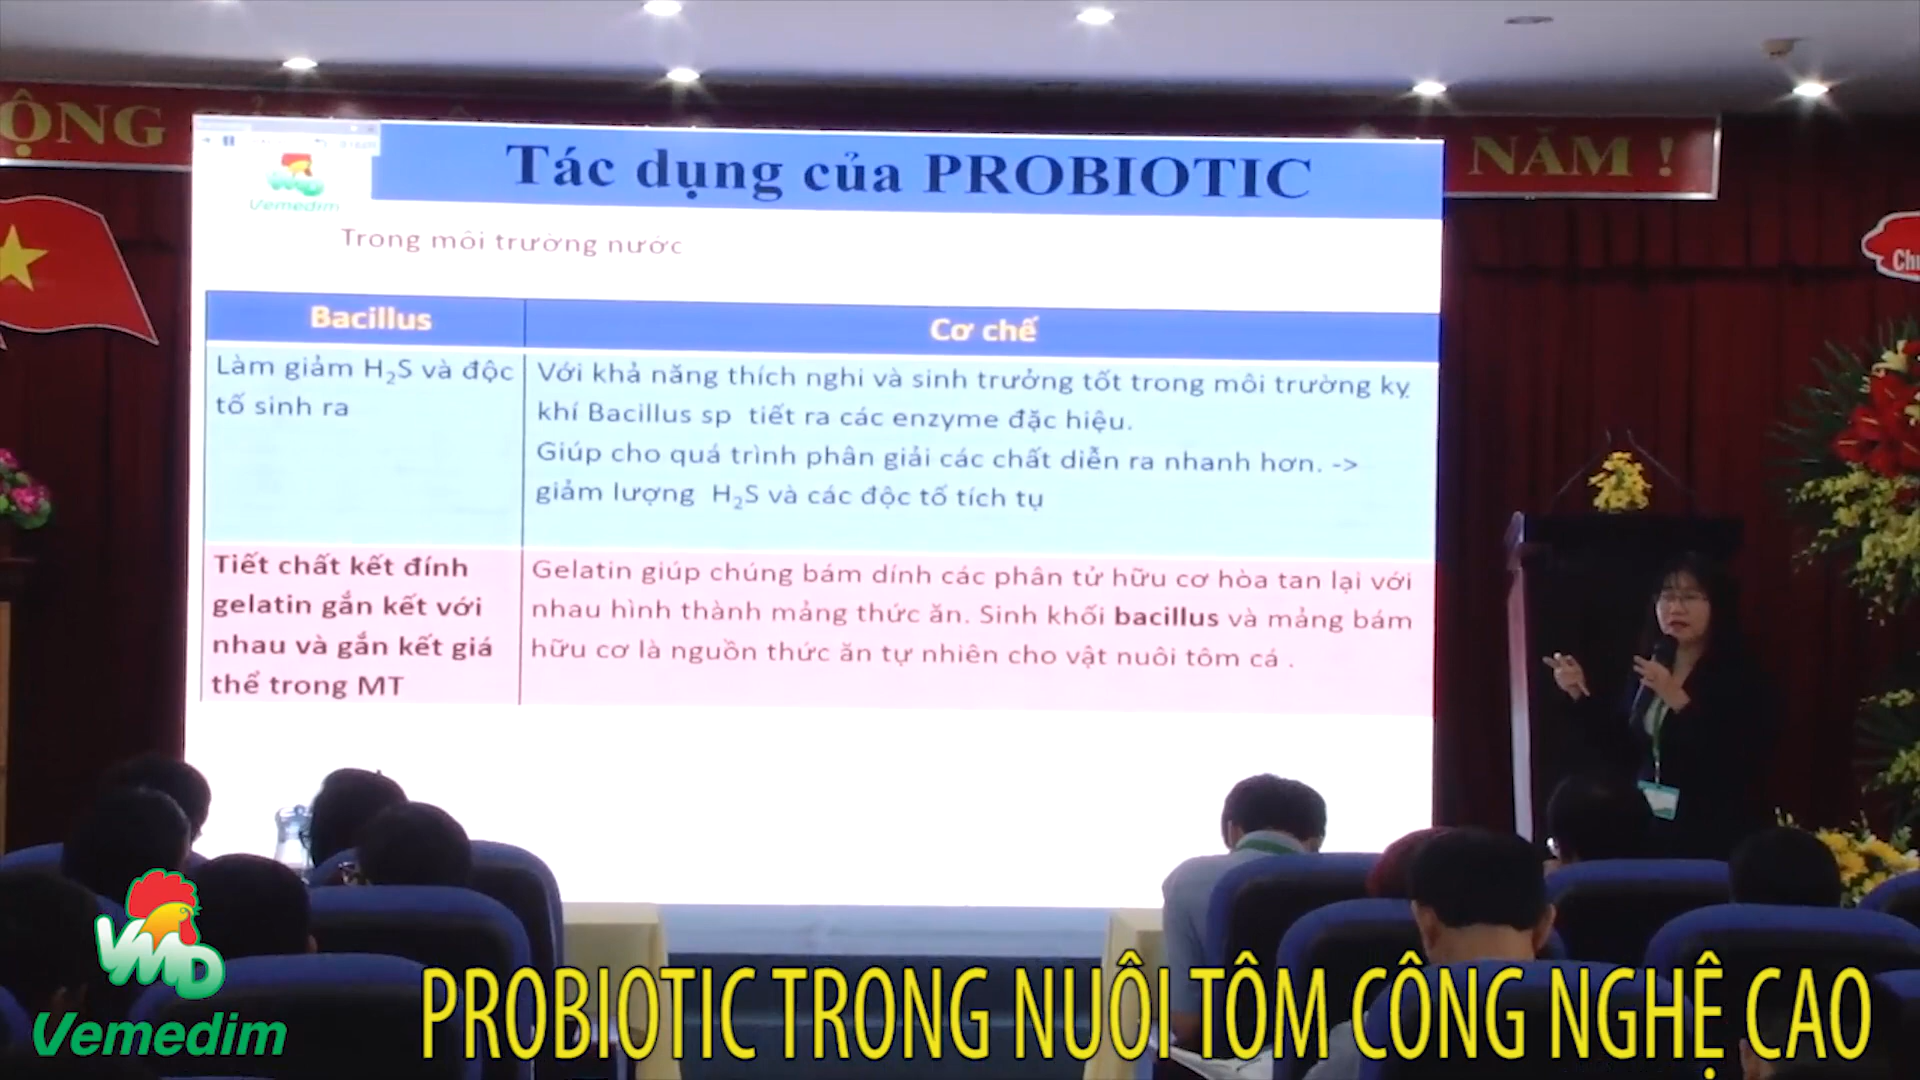 ỘNG
NĂM !
Tác dụng của PROBIOTIC
Vemedim
Trong môi trường nước
Bacillus
Cơ chế
Làm giảm H₂S và độc
tố sinh ra
Với khả năng thích nghi và sinh trưởng tốt trong môi trường kỵ
khí Bacillus sp tiết ra các enzyme đặc hiệu.
Giúp cho quá trình phân giải các chất diễn ra nhanh hơn. ->
giảm lượng H₂S và các độc tố tích tụ
Tiết chất kết đính
gelatin gắn kết với
nhau và gắn kết giá
thể trong MT
Gelatin giúp chúng bám dính các phân tử hữu cơ hòa tan lại với
nhau hình thành mảng thức ăn. Sinh khối bacillus và mảng bám
hữu cơ là nguồn thức ăn tự nhiên cho vật nuôi tôm cá .
VMD
Vemedim
PROBIOTIC TRONG NUÔI TÔM CÔNG NGHỆ CAO